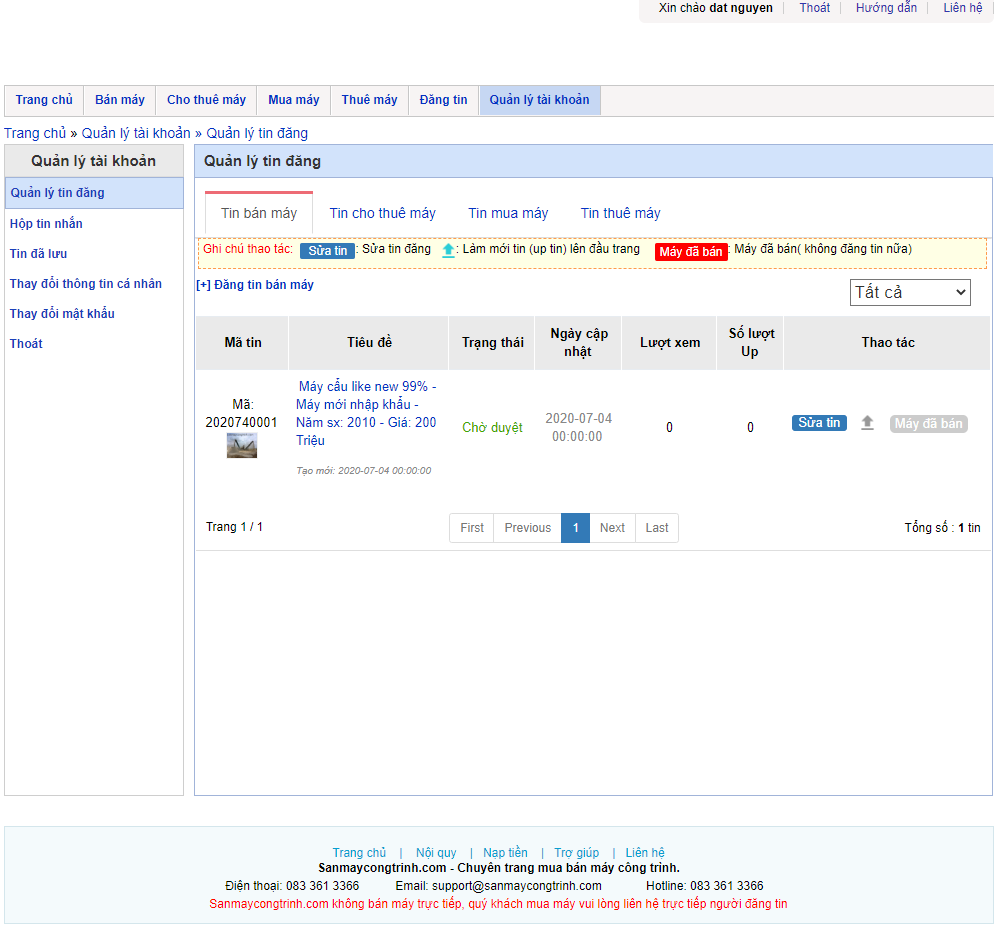 Xin chảo dat nguyen Thoát Hướng dẫn Liên hệ
Trang chủ Bán máy Cho thuê máy Mua máy Thuê máy Đăng tin Quản lý tài khoản
Trang chủ » Quản lý tài khoản » Quản lý tin đăng
Quản lý tài khoản
Quản lý tin đăng
Hộp tin nhắn
Tin đã lưu
Thay đổi thông tin cá nhân
Thay đổi mật khẩu
Thoát
Quản lý tin đăng
Tin bán máy Tin cho thuê máy Tin mua máy Tin thuê máy
Ghi chú thao tác: Sửa tin : Sửa tin đăng : Làm mới tin (up tin) lên đầu trang Máy đã bán : Máy đã bán( không đăng tin nữa)
[+] Đăng tin bán máy
Tất cả
Mã tin Tiêu đề Trạng thái Ngày cập nhật Lượt xem Số lượt Up Thao tác
Mã:
2020740001
Máy cẩu like new 99% -
Máy mới nhập khẩu -
Năm sx: 2010 - Giá: 200
Triệu
Tạo mới: 2020-07-04 00:00:00
Chờ duyệt
2020-07-04
00:00:00
0
0
Sửa tin Máy đã bán
Trang 1 / 1
First Previous 1 Next Last
Tổng số : 1 tin
Trang chủ | Nội quy | Nạp tiền | Trợ giúp | Liên hệ
Sanmaycongtrinh.com - Chuyên trang mua bán máy công trình.
Điện thoại: 083 361 3366 Email: support@sanmaycongtrinh.com Hotline: 083 361 3366
Sanmaycongtrinh.com không bán máy trực tiếp, quý khách mua máy vui lòng liên hệ trực tiếp người đăng tin